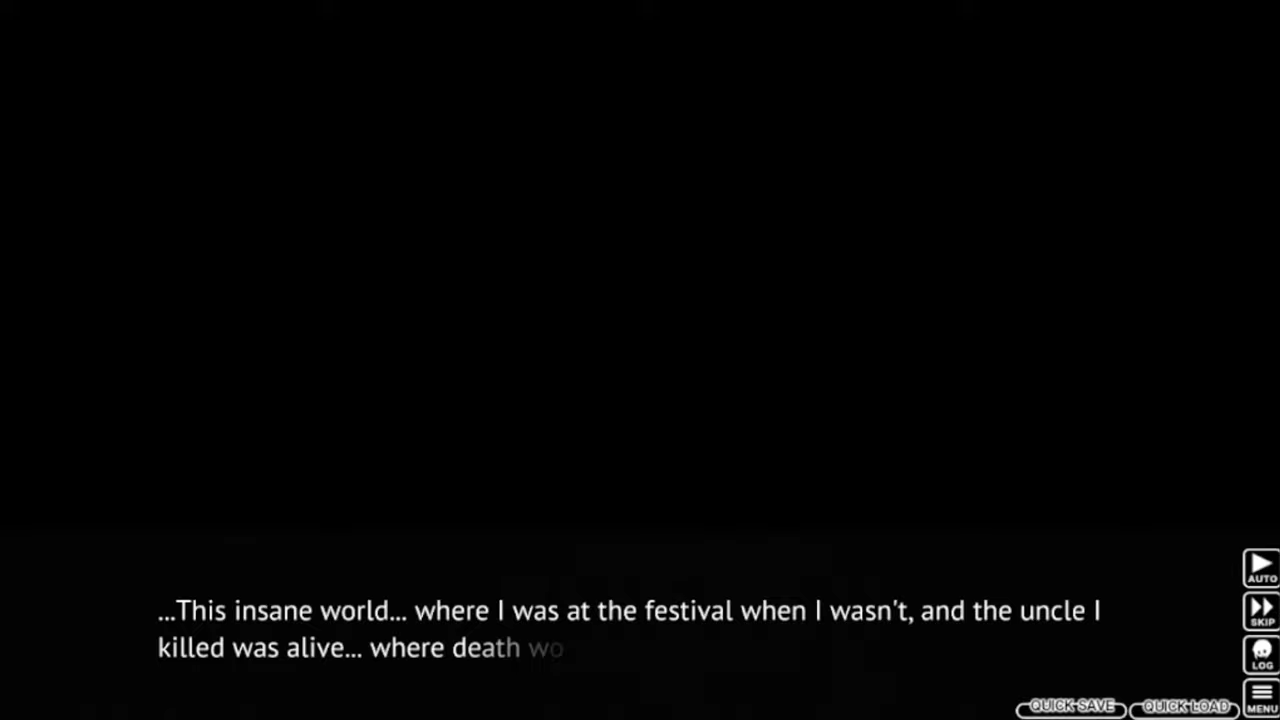 ...This insane world... where I was at the festival when I wasn't, and the uncle I
killed was alive... where death wo
AUTO
SKIP
LOG
MENU
QUICK SAVE
QUICK LOAD